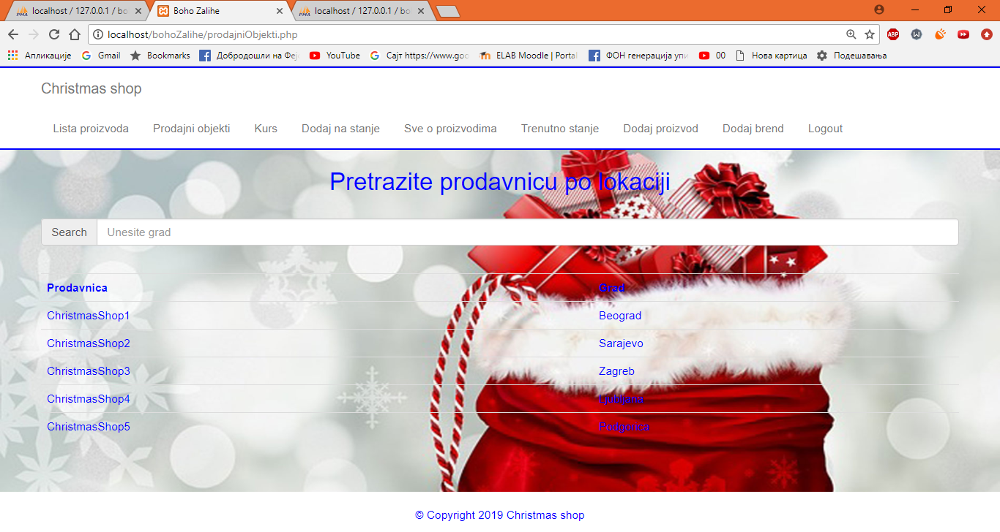 localhost / 127.0.0.1 / bo Boho Zalihe localhost / 127.0.0.1 / bo
localhost/bohoZalihe/prodajniObjekti.php ABP W
Апликације Gmail Bookmarks Добродошли на Феј YouTube Сајт https://www.goo ELAB Moodle | Portal ФОН генерација упи 00 Нова картица Подешавања
Christmas shop
Lista proizvoda Prodajni objekti Kurs Dodaj na stanje Sve o proizvodima Trenutno stanje Dodaj proizvod Dodaj brend Logout
Pretrazite prodavnicu po lokaciji
Search Unesite grad
Prodavnica Grad
ChristmasShop1 Beograd
ChristmasShop2 Sarajevo
ChristmasShop3 Zagreb
ChristmasShop4 Ljubljana
ChristmasShop5 Podgorica
© Copyright 2019 Christmas shop